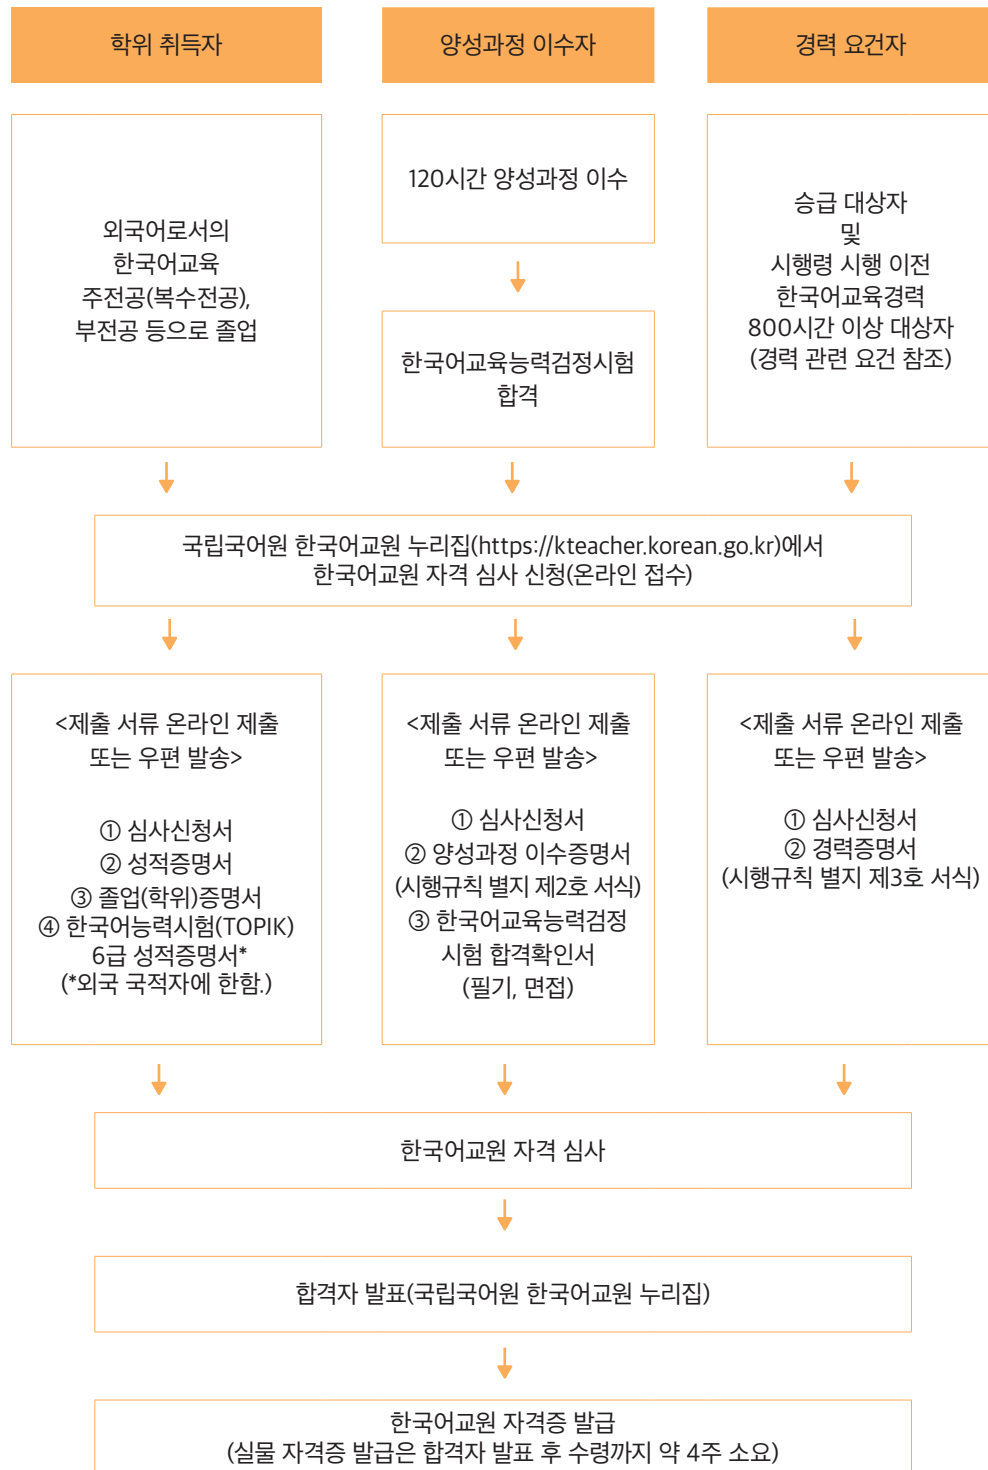 학위 취득자
양성과정 이수자
경력 요건자
외국어로서의
한국어교육
주전공(복수전공),
부전공 등으로 졸업
120시간 양성과정 이수
한국어교육능력검정시험
합격
승급 대상자
및
시행령 시행 이전
한국어교육경력
800시간 이상 대상자
(경력 관련 요건 참조)
국립국어원 한국어교원 누리집(https://kteacher.korean.go.kr)에서
한국어교원 자격 심사 신청(온라인 접수)
<제출 서류 온라인 제출
또는 우편 발송>
① 심사신청서
② 성적증명서
③ 졸업(학위)증명서
④ 한국어능력시험(TOPIK)
6급 성적증명서*
(*외국 국적자에 한함.)
<제출 서류 온라인 제출
또는 우편 발송>
① 심사신청서
② 양성과정 이수증명서
(시행규칙 별지 제2호 서식)
③ 한국어교육능력검정
시험 합격확인서
(필기, 면접)
<제출 서류 온라인 제출
또는 우편 발송>
① 심사신청서
② 경력증명서
(시행규칙 별지 제3호 서식)
한국어교원 자격 심사
합격자 발표(국립국어원 한국어교원 누리집)
한국어교원 자격증 발급
(실물 자격증 발급은 합격자 발표 후 수령까지 약 4주 소요)